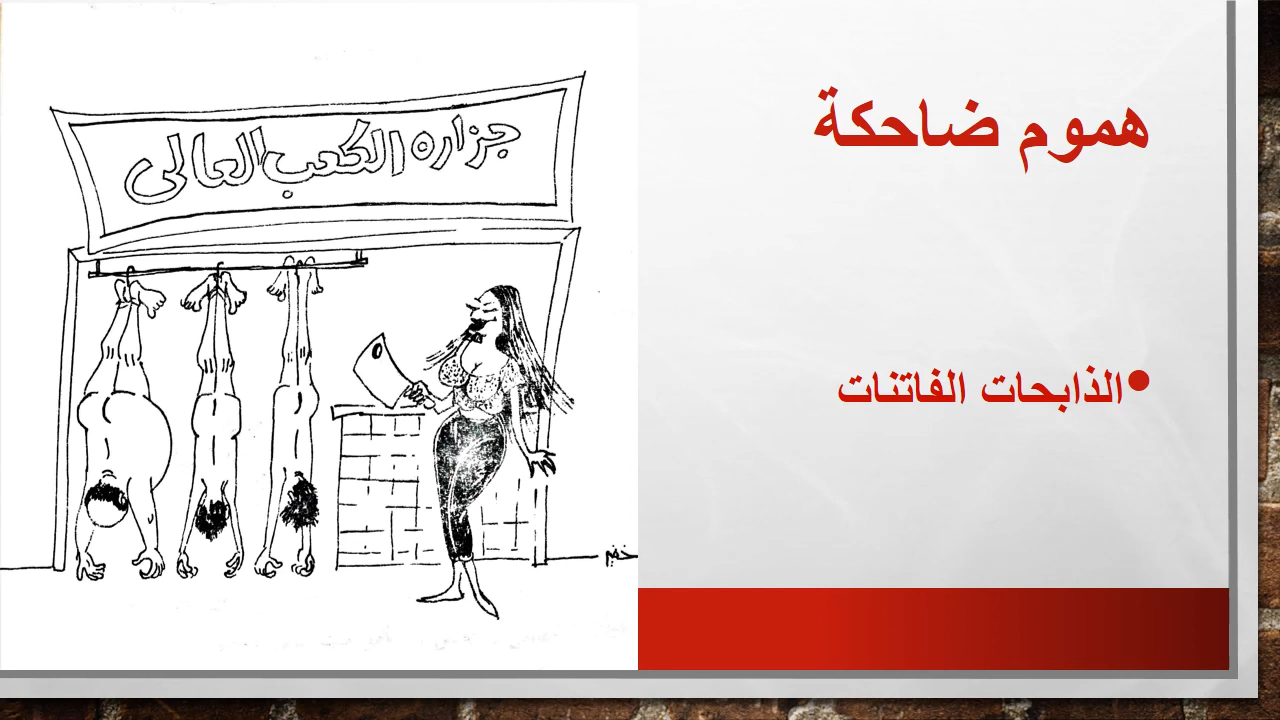 هموم ضاحكة
•الذابحات الفاتنات
جزاره الكعب العالى